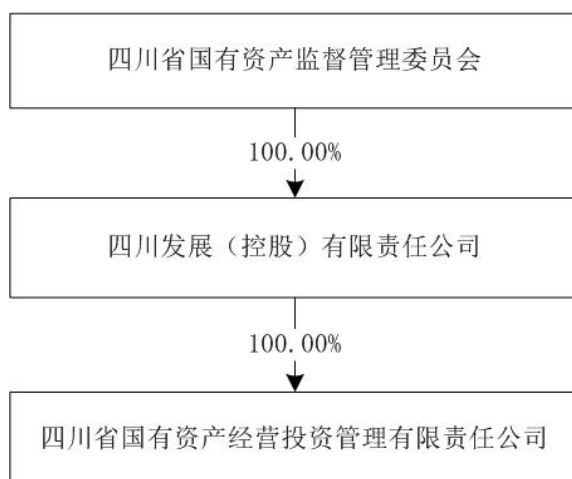 四川省国有资产监督管理委员会
100.00%
四川发展（控股）有限责任公司
100.00%
四川省国有资产经营投资管理有限责任公司